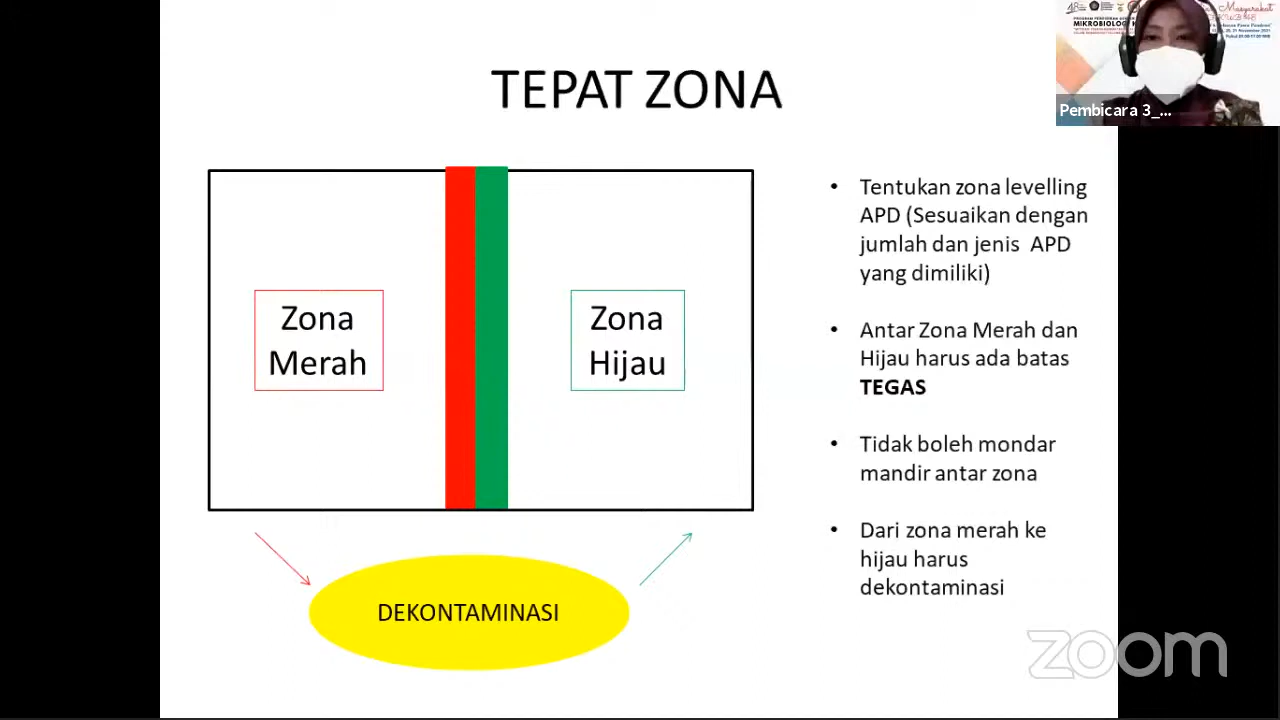 TEPAT ZONA
Zona
Merah
Zona
Hijau
DEKONTAMINASI
• Tentukan zona levelling
APD (Sesuaikan dengan
jumlah dan jenis APD
yang dimiliki)
• Antar Zona Merah dan
Hijau harus ada batas
TEGAS
• Tidak boleh mondar
mandir antar zona
• Dari zona merah ke
hijau harus
dekontaminasi
Masyarakat
MIKROBIOLOGI
Pembicara 3_...
zoom